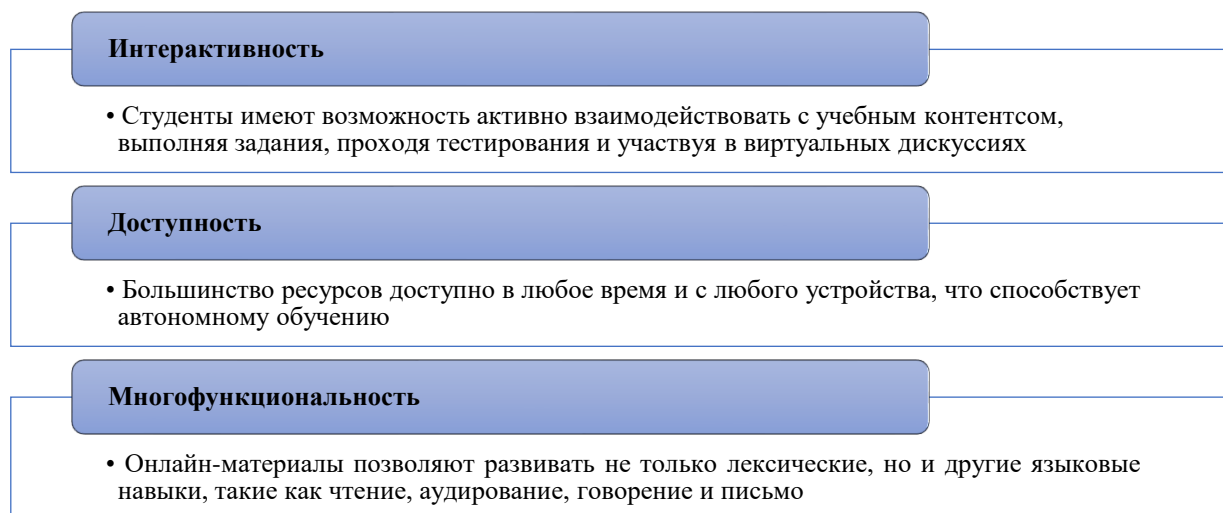 Интерактивность
• Студенты имеют возможность активно взаимодействовать с учебным контентсом,
выполняя задания, проходя тестирования и участвуя в виртуальных дискуссиях
Доступность
• Большинство ресурсов доступно в любое время и с любого устройства, что способствует
автономному обучению
Многофункциональность
• Онлайн-материалы позволяют развивать не только лексические, но и другие языковые
навыки, такие как чтение, аудирование, говорение и письмо